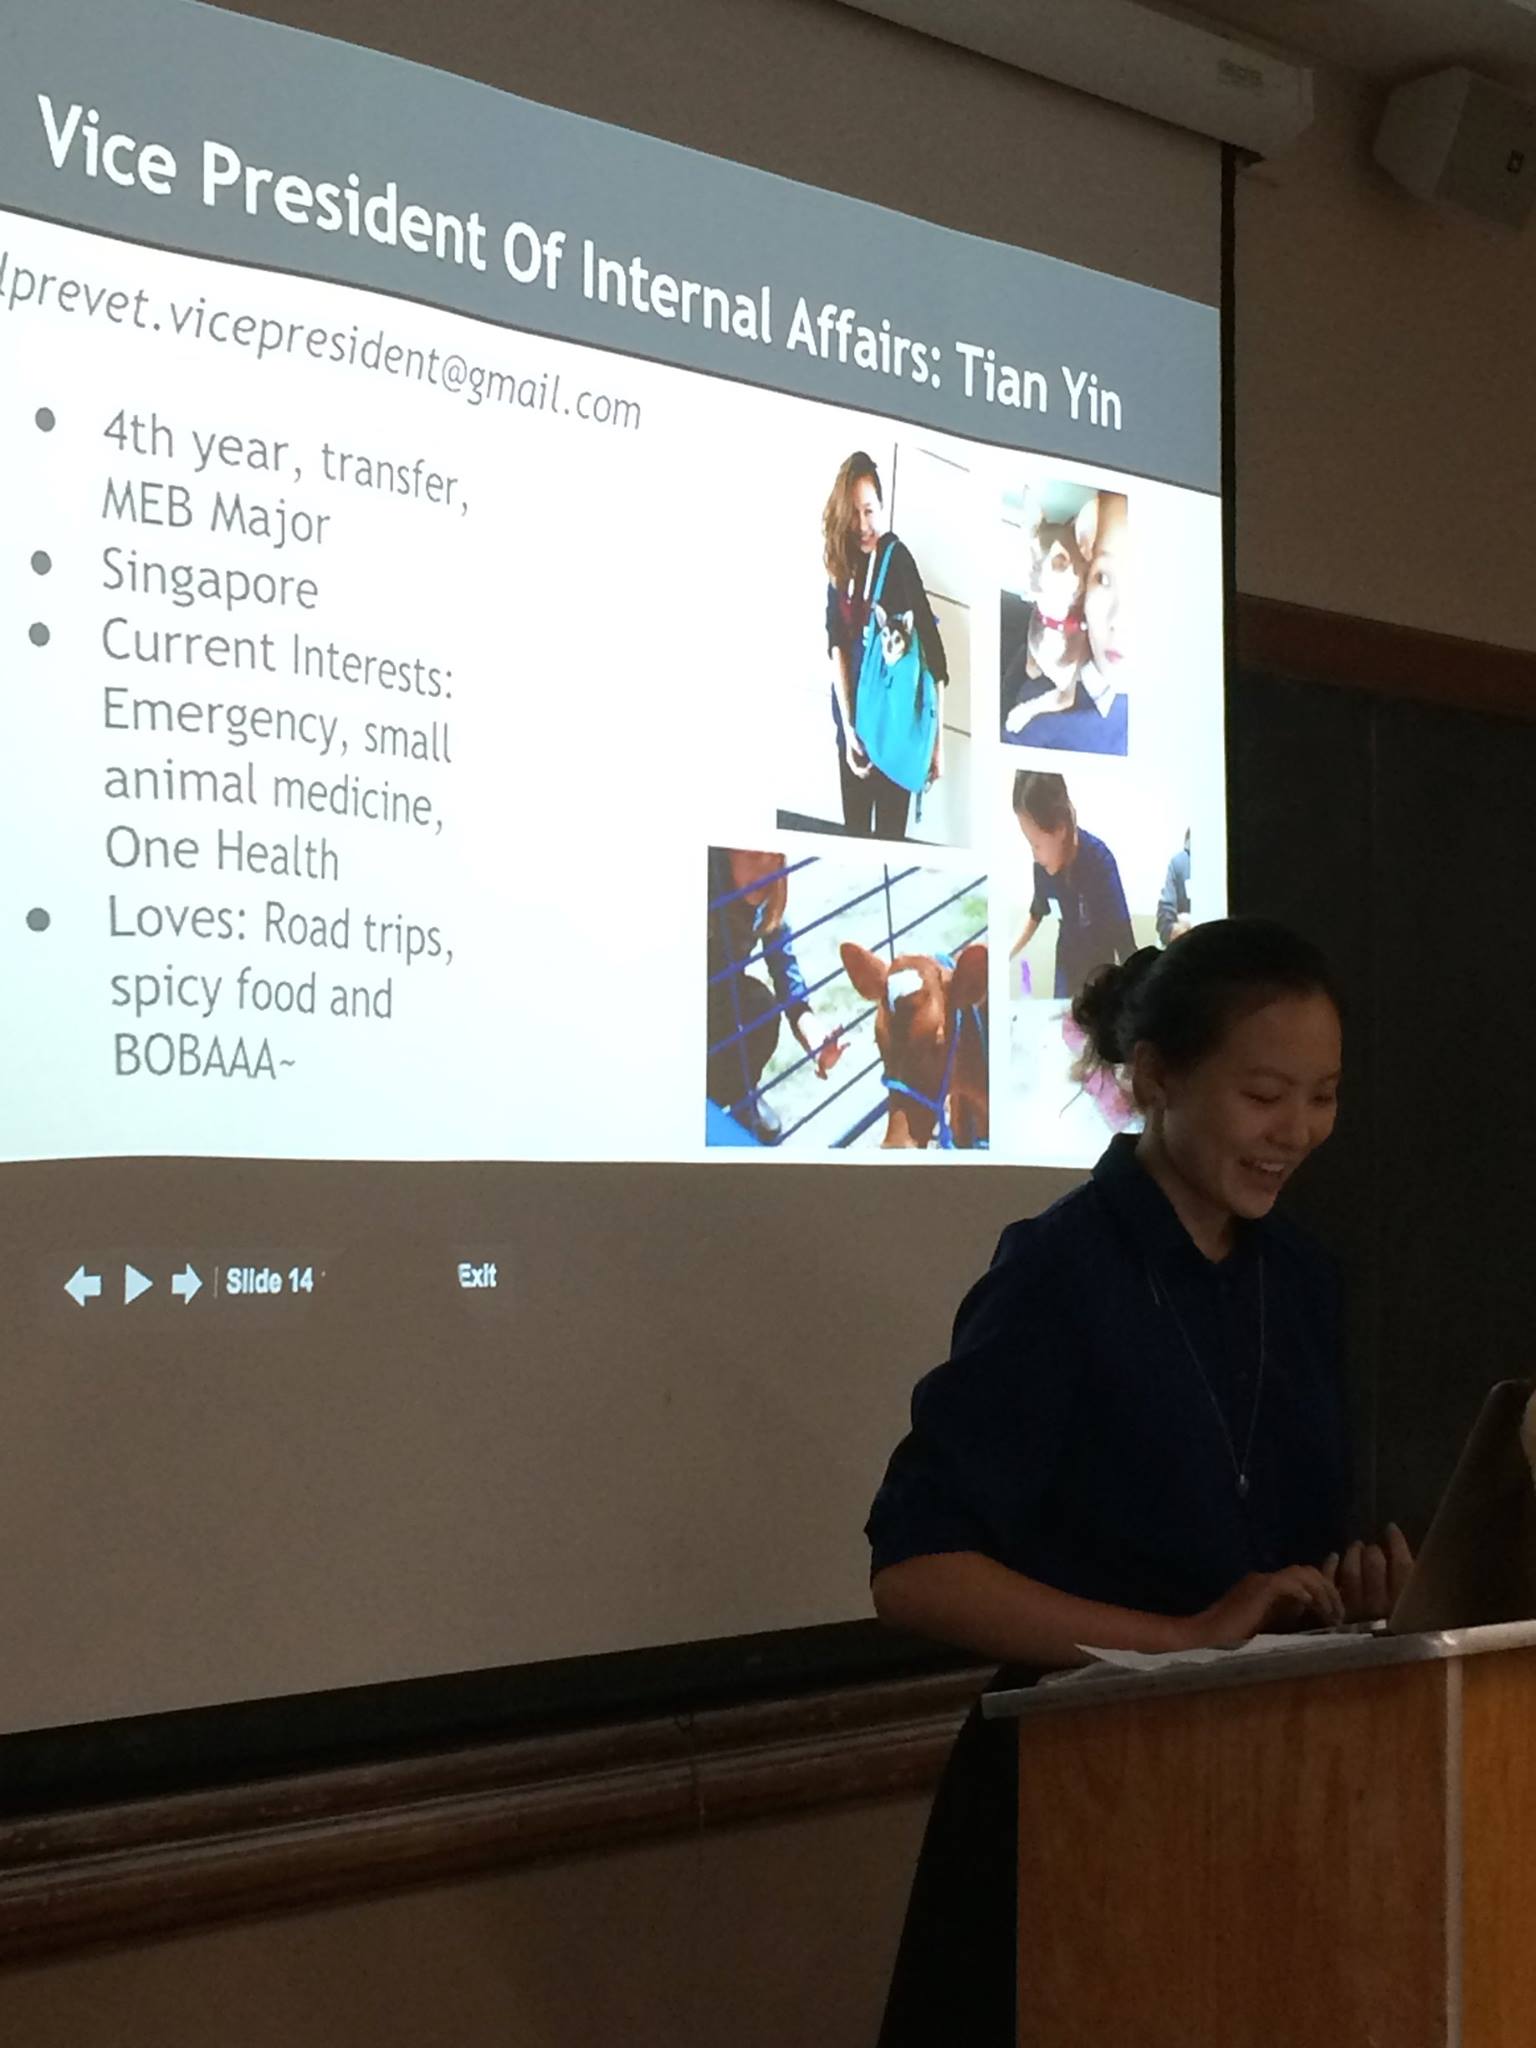 Vice President Of Internal Affairs: Tian Yin
lprevet.vicepresident@gmail.com
● 4th year, transfer,
MEB Major
● Singapore
● Current Interests:
Emergency, small
animal medicine,
One Health
● Loves: Road trips,
spicy food and
BOBAAA~
Slide 14
Exit